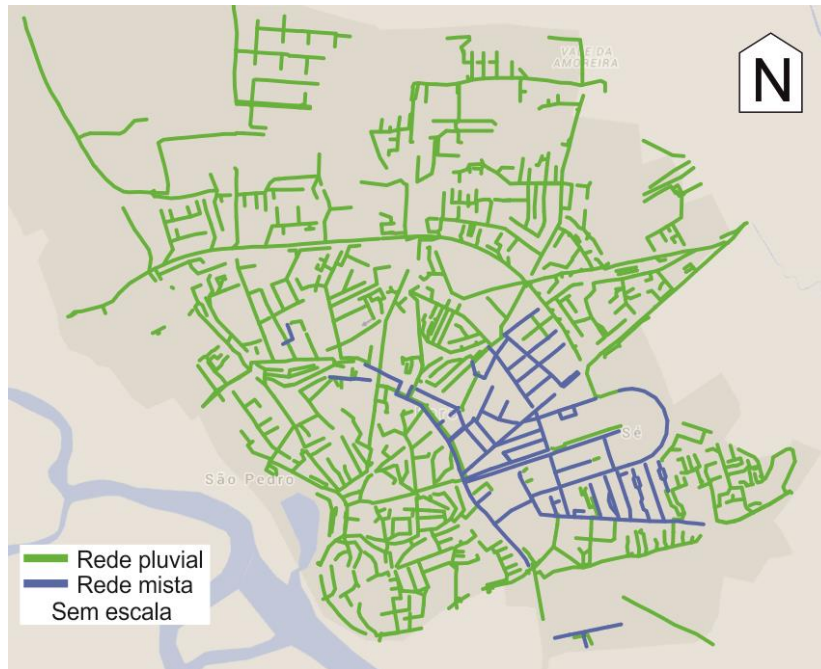 VALE DA
AMOREIRA
N
Sé
São Pedro
Rede pluvial
Rede mista
Sem escala